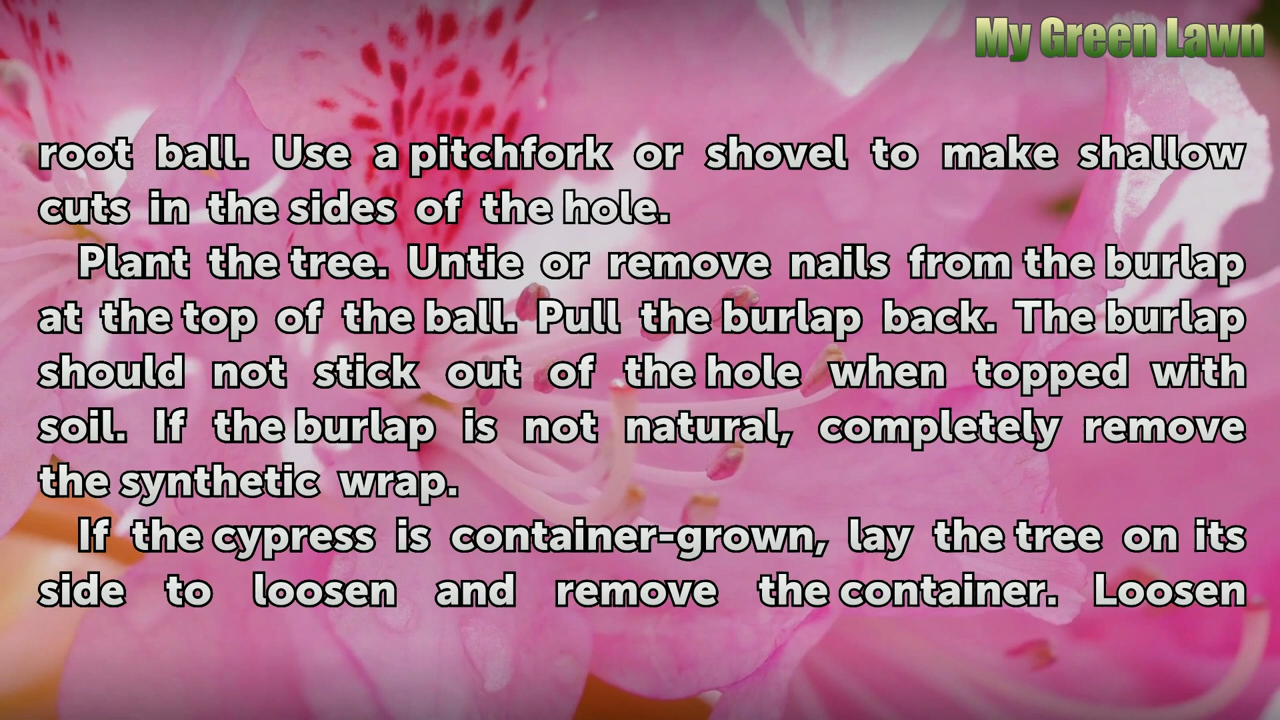 My Green Lawn
root ball. Use a pitchfork or shovel to make shallow
cuts in the sides of the hole.
Plant the tree. Untie or remove nails from the burlap
at the top of the ball. Pull the burlap back. The burlap
should not stick out of the hole when topped with
soil. If the burlap is not natural, completely remove
the synthetic wrap.
If the cypress is container-grown, lay the tree on its
side to loosen and remove the container. Loosen